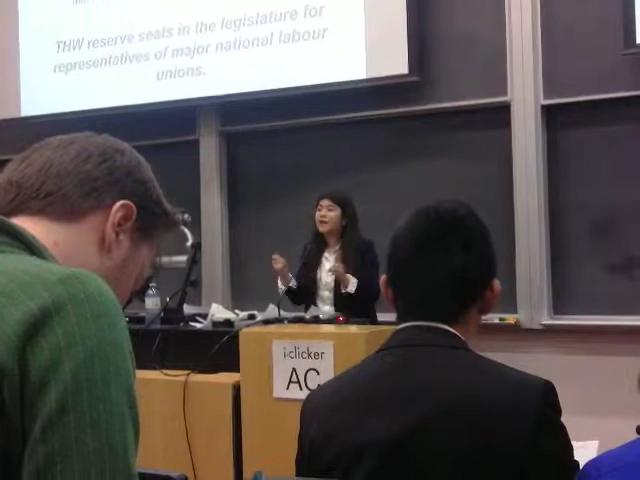 THW reserve seats in the legislature for
representatives of major national labour
unions.
i-clicker
AC